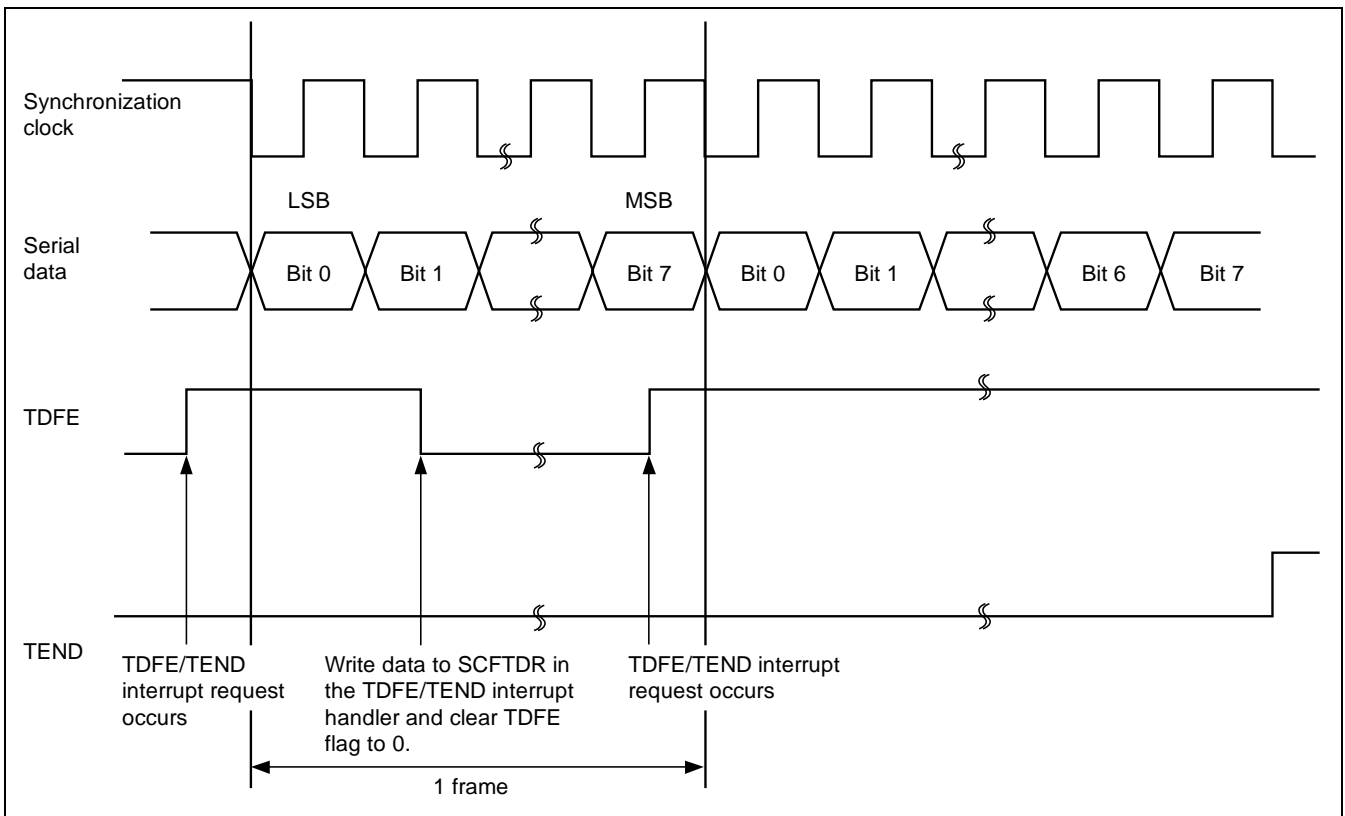 Synchronization
clock
LSB
MSB
Serial
data
Bit 0
Bit 1
Bit 7
Bit 0
Bit 1
Bit 6
Bit 7
TDFE
TEND
TDFE/TEND
interrupt request
occurs
Write data to SCFTDR in
the TDFE/TEND interrupt
handler and clear TDFE
flag to 0.
TDFE/TEND interrupt
request occurs
1 frame